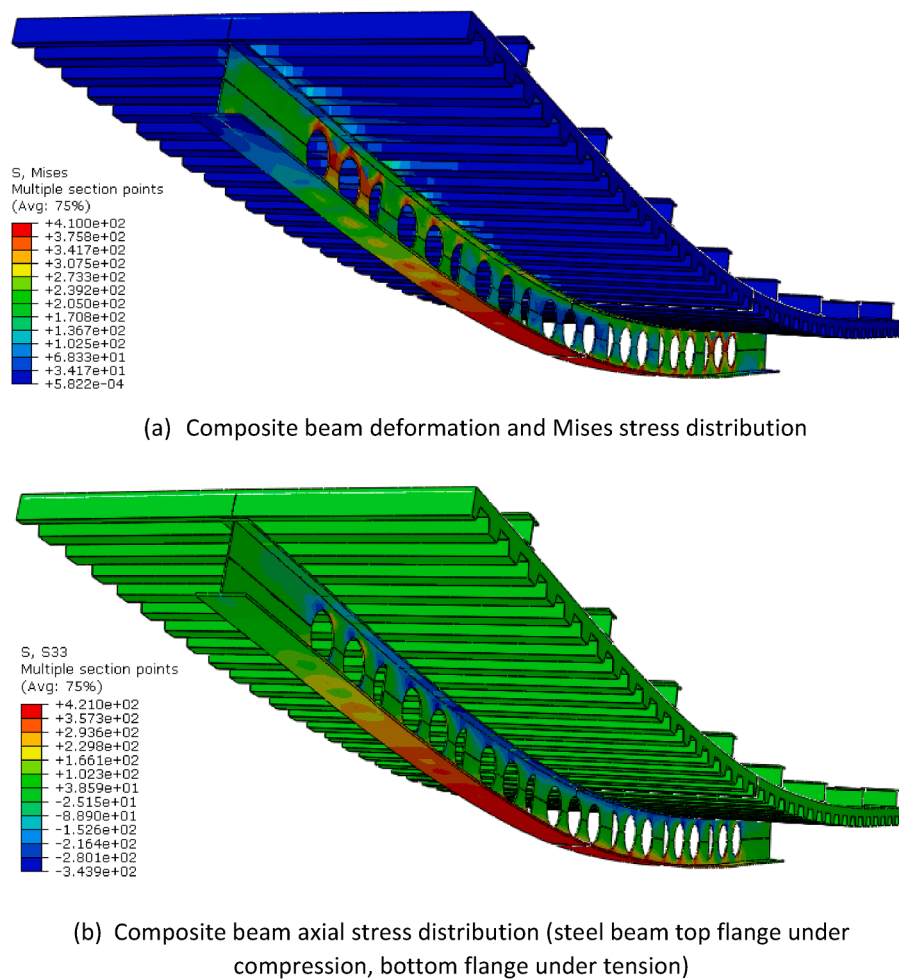 S, Mises
Multiple section points
(Avg: 75%)
+4.100e+02
+3.758e+02
+3.417e+02
+3.075e+02
+2.733e+02
+2.392e+02
+2.050e+02
+1.708e+02
+1.367e+02
+1.025e+02
+6.833e+01
+3.417e+01
+5.822e-04
(a) Composite beam deformation and Mises stress distribution
S, S33
Multiple section points
(Avg: 75%)
+4.210e+02
+3.573e+02
+2.936e+02
+2.298e+02
+1.661e+02
+1.023e+02
+3.859e+01
-2.515e+01
-8.890e+01
-1.526e+02
-2.164e+02
-2.801e+02
-3.439e+02
(b) Composite beam axial stress distribution (steel beam top flange under
compression, bottom flange under tension)